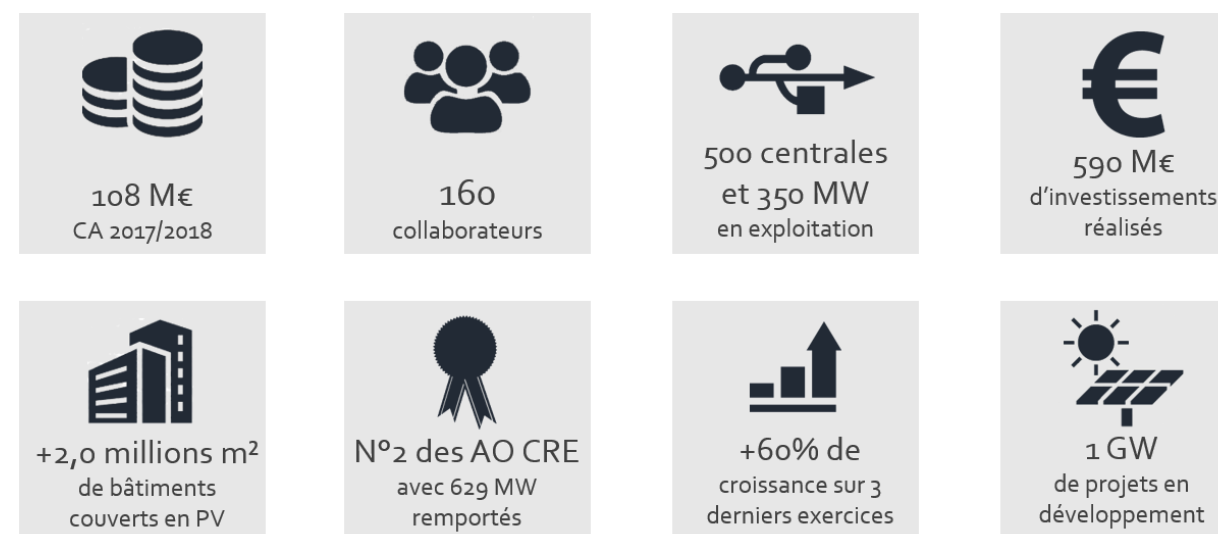 108 M€
CA 2017/2018
160
collaborateurs
500 centrales
et 350 MW
en exploitation
590 M€
d’investissements
réalisés
+2,0 millions m²
de bâtiments
couverts en PV
N°2 des AO CRE
avec 629 MW
remportés
+60% de
croissance sur 3
derniers exercices
1 GW
de projets en
développement